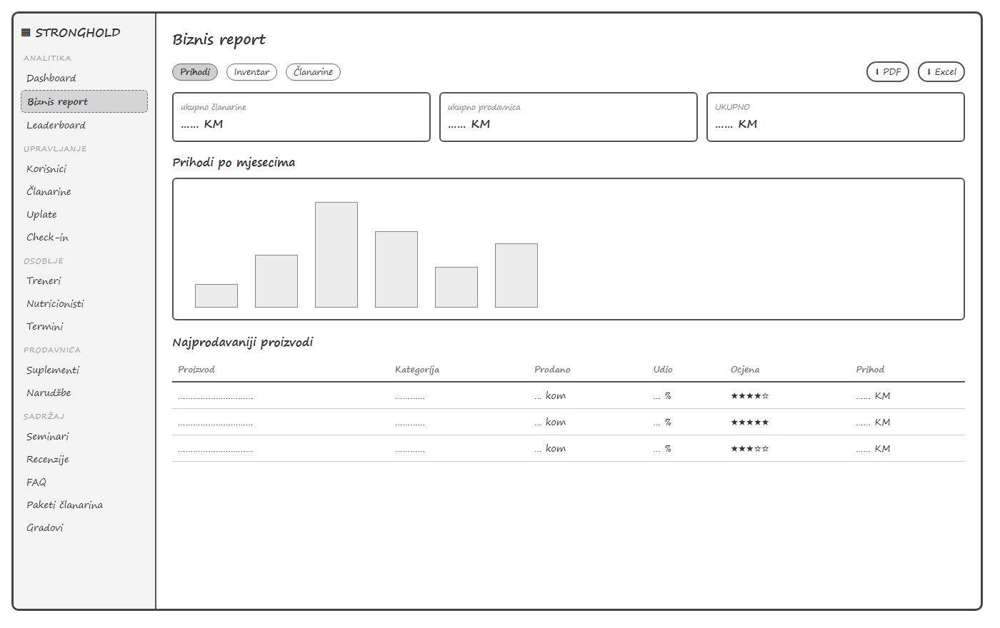 STRONGHOLD
ANALITIKA
Dashboard
Biznis report
Leaderboard
UPRAVLJANJE
Korisnici
Članarine
Uplate
Check-in
OSOBLJE
Treneri
Nutricionisti
Termini
PRODAVNICA
Suplementi
Narudžbe
SADRŽAJ
Seminari
Recenzije
FAQ
Paketi članarina
Gradovi
Biznis report
Prihodi Inventar Članarine ⬇ PDF ⬇ Excel
ukupno članarine
...... KM
ukupno prodavnica
...... KM
UKUPNO
...... KM
Prihodi po mjesecima
Najprodavaniji proizvodi
Proizvod Kategorija Prodano Udio Ocjena Prihod
.............................. ............ ... kom ... % ★★★★☆ ...... KM
.............................. ............ ... kom ... % ★★★★★ ...... KM
.............................. ............ ... kom ... % ★★★☆☆ ...... KM